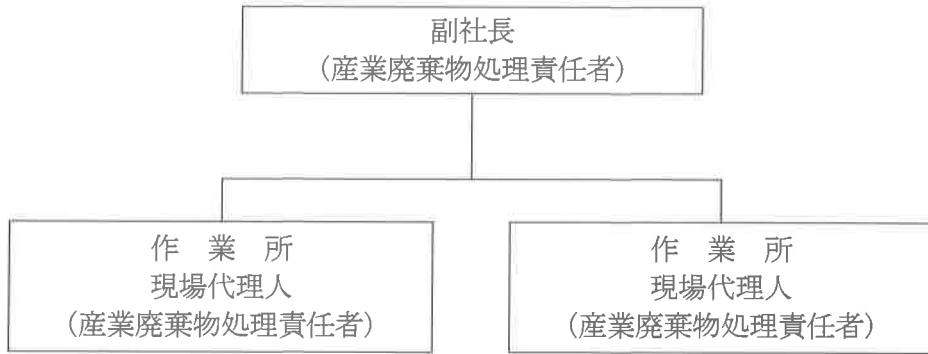 副社長
（産業廃棄物処理責任者）
作　業　所
現場代理人
（産業廃棄物処理責任者）
作　業　所
現場代理人
（産業廃棄物処理責任者）